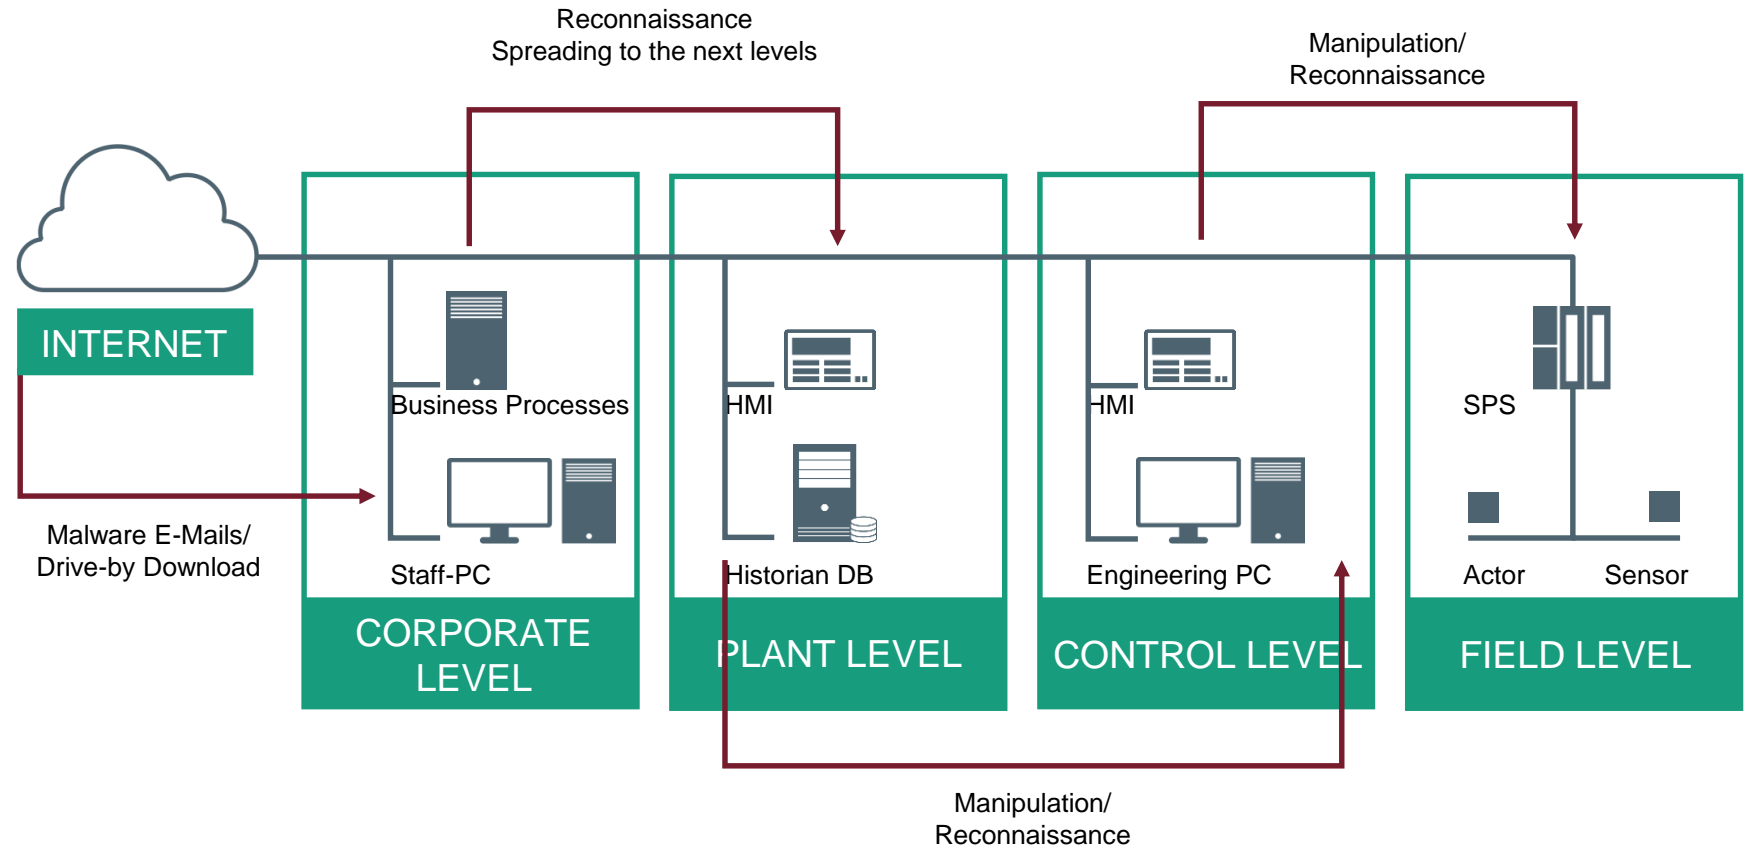 Reconnaissance
Spreading to the next levels
Manipulation/
Reconnaissance
INTERNET
Malware E-Mails/
Drive-by Download
Business Processes
Staff-PC
CORPORATE
LEVEL
HMI
Historian DB
PLANT LEVEL
HMI
Engineering PC
CONTROL LEVEL
SPS
Actor
Sensor
FIELD LEVEL
Manipulation/
Reconnaissance